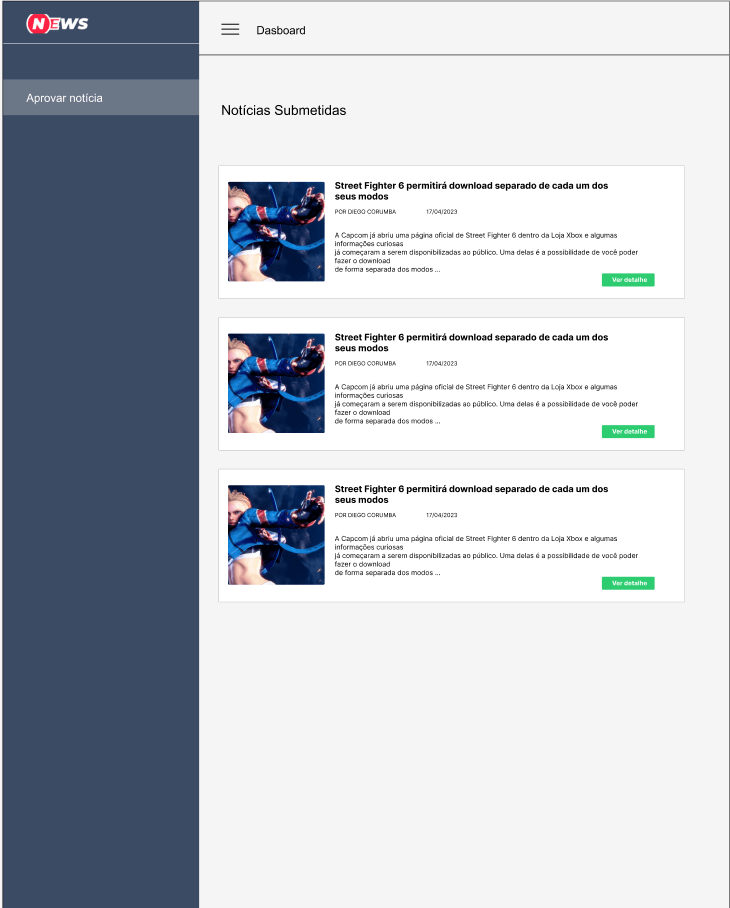 NEWS
Dasboard
Aprovar notícia
Notícias Submetidas
Street Fighter 6 permitirá download separado de cada um dos
seus modos
POR DIEGO CORUMBA 17/04/2023
A Capcom já abriu uma página oficial de Street Fighter 6 dentro da Loja Xbox e algumas
informações curiosas
já começaram a serem disponibilizadas ao público. Uma delas é a possibilidade de você poder
fazer o download
de forma separada dos modos ...
Ver detalhe
Street Fighter 6 permitirá download separado de cada um dos
seus modos
POR DIEGO CORUMBA 17/04/2023
A Capcom já abriu uma página oficial de Street Fighter 6 dentro da Loja Xbox e algumas
informações curiosas
já começaram a serem disponibilizadas ao público. Uma delas é a possibilidade de você poder
fazer o download
de forma separada dos modos ...
Ver detalhe
Street Fighter 6 permitirá download separado de cada um dos
seus modos
POR DIEGO CORUMBA 17/04/2023
A Capcom já abriu uma página oficial de Street Fighter 6 dentro da Loja Xbox e algumas
informações curiosas
já começaram a serem disponibilizadas ao público. Uma delas é a possibilidade de você poder
fazer o download
de forma separada dos modos ...
Ver detalhe